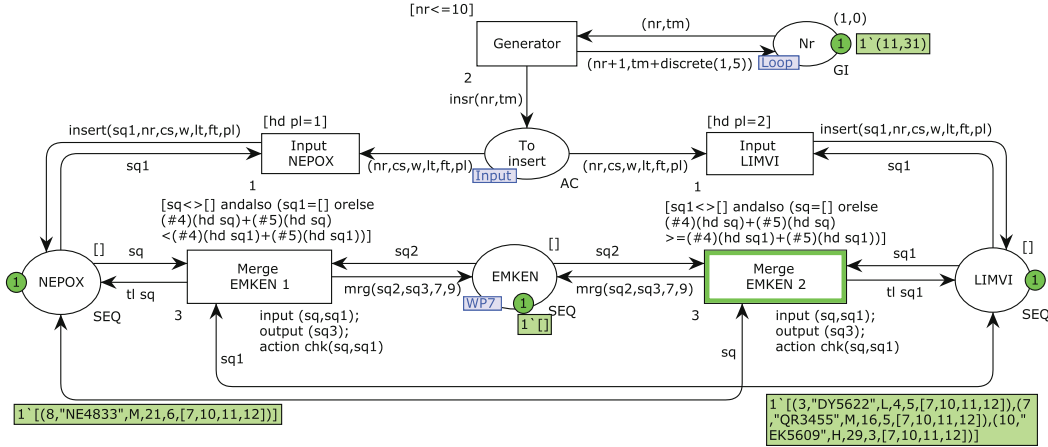 [nr<=10]
Generator
2
(nr,tm)
(nr+1,tm+discrete(1,5))
(1,0)
Nr
Loop
GI
1
1`(11,31)
insr(nr,tm)
To
insert
Input
AC
[hd pl=1]
Input
NEPOX
1
insert(sq1,nr,cs,w,lt,ft,pl)
sq1
(nr,cs,w,lt,ft,pl)
(nr,cs,w,lt,ft,pl)
[hd pl=2]
Input
LIMVI
1
insert(sq1,nr,cs,w,lt,ft,pl)
sq1
[sq<>[] andalso (sq1=[] orelse
(#4)(hd sq)+(#5)(hd sq)
<(#4)(hd sq1)+(#5)(hd sq1))]
[sq1<>[] andalso (sq=[] orelse
(#4)(hd sq)+(#5)(hd sq)
>=(#4)(hd sq1)+(#5)(hd sq1))]
1
NEPOX
[]
SEQ
sq
tl sq
Merge
EMKEN 1
3
input (sq,sq1);
output (sq3);
action chk(sq,sq1)
sq2
mrg(sq2,sq3,7,9)
EMKEN
[]
WP7
1
SEQ
1`[]
sq2
mrg(sq2,sq3,7,9)
Merge
EMKEN 2
3
input (sq,sq1);
output (sq3);
action chk(sq,sq1)
sq1
tl sq1
LIMVI
[]
1
SEQ
sq1
sq
1`[(8,"NE4833",M,21,6,[7,10,11,12])]
1`[(3,"DY5622",L,4,5,[7,10,11,12]),(7
,"QR3455",M,16,5,[7,10,11,12]),(10,"
EK5609",H,29,3,[7,10,11,12])]